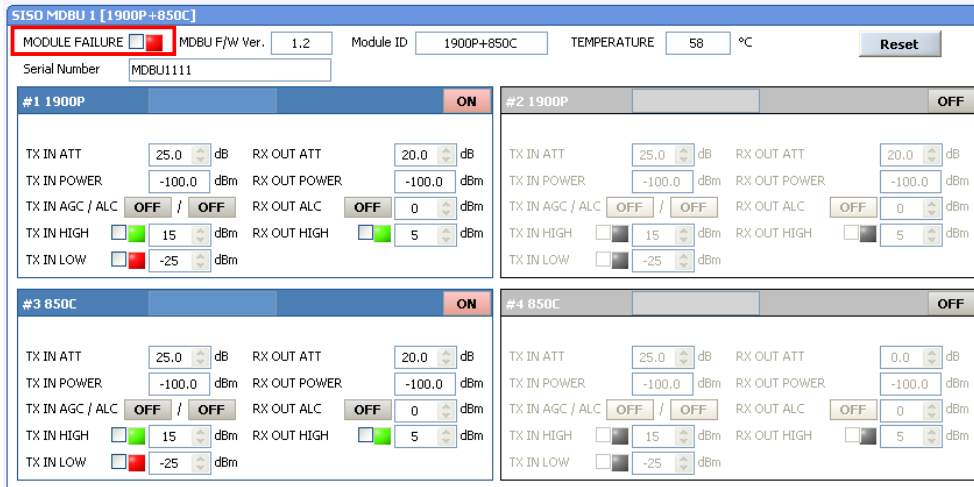 SISO MDBU 1 [1900P+850C]
MODULE FAILURE MDBU F/W Ver. 1.2 Module ID 1900P+850C TEMPERATURE 58 °C Reset
Serial Number MDBU1111
#1 1900P ON
TX IN ATT 25.0 dB RX OUT ATT 20.0 dB
TX IN POWER -100.0 dBm RX OUT POWER -100.0 dBm
TX IN AGC / ALC OFF / OFF RX OUT ALC OFF 0 dBm
TX IN HIGH 15 dBm RX OUT HIGH 5 dBm
TX IN LOW -25 dBm
#2 1900P OFF
TX IN ATT 25.0 dB RX OUT ATT 20.0 dB
TX IN POWER -100.0 dBm RX OUT POWER -100.0 dBm
TX IN AGC / ALC OFF / OFF RX OUT ALC OFF 0 dBm
TX IN HIGH 15 dBm RX OUT HIGH 5 dBm
TX IN LOW -25 dBm
#3 850C ON
TX IN ATT 25.0 dB RX OUT ATT 20.0 dB
TX IN POWER -100.0 dBm RX OUT POWER -100.0 dBm
TX IN AGC / ALC OFF / OFF RX OUT ALC OFF 0 dBm
TX IN HIGH 15 dBm RX OUT HIGH 5 dBm
TX IN LOW -25 dBm
#4 850C OFF
TX IN ATT 25.0 dB RX OUT ATT 0.0 dB
TX IN POWER -100.0 dBm RX OUT POWER -100.0 dBm
TX IN AGC / ALC OFF / OFF RX OUT ALC OFF 0 dBm
TX IN HIGH 15 dBm RX OUT HIGH 5 dBm
TX IN LOW -25 dBm